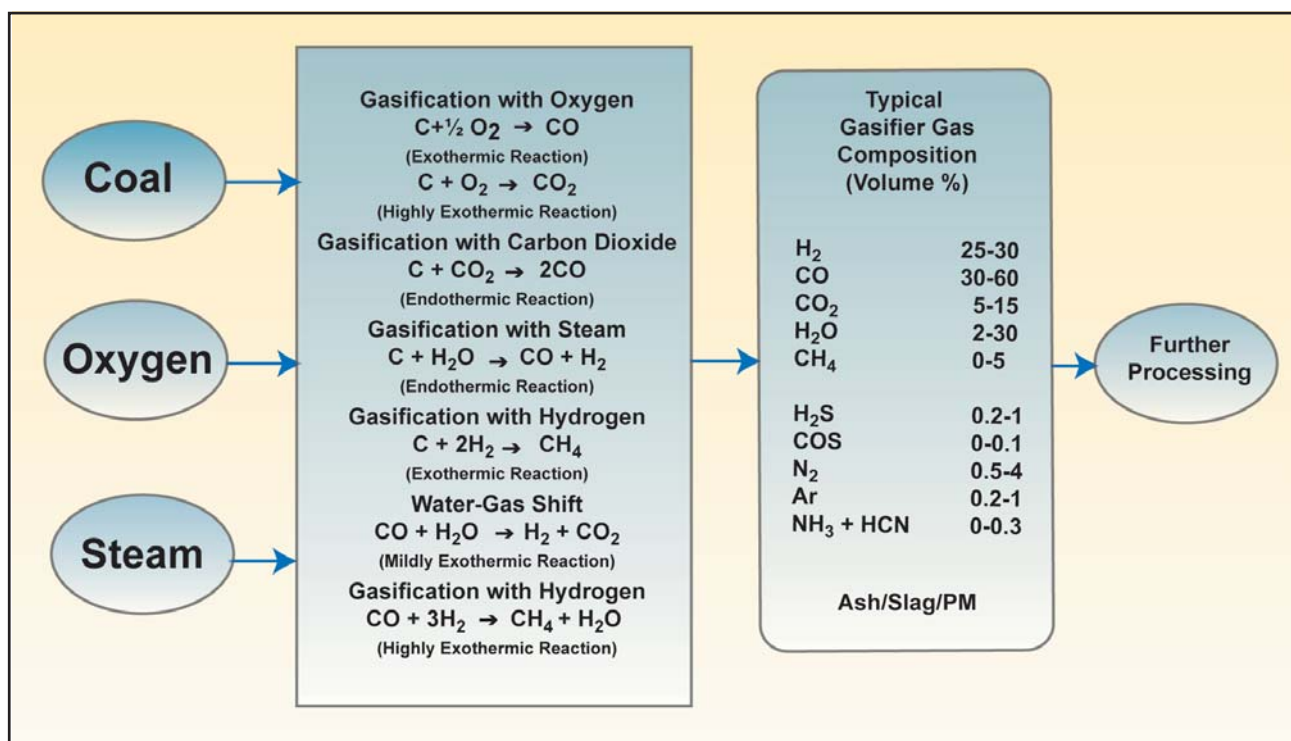 Coal
Oxygen
Steam
Gasification with Oxygen
C+½ O₂ → CO
(Exothermic Reaction)
C + O₂ → CO₂
(Highly Exothermic Reaction)
Gasification with Carbon Dioxide
C + CO₂ → 2CO
(Endothermic Reaction)
Gasification with Steam
C + H₂O → CO + H₂
(Endothermic Reaction)
Gasification with Hydrogen
C + 2H₂ → CH₄
(Exothermic Reaction)
Water-Gas Shift
CO + H₂O → H₂ + CO₂
(Mildly Exothermic Reaction)
Gasification with Hydrogen
CO + 3H₂ → CH₄ + H₂O
(Highly Exothermic Reaction)
Typical
Gasifier Gas
Composition
(Volume %)
H₂ 25-30
CO 30-60
CO₂ 5-15
H₂O 2-30
CH₄ 0-5
H₂S 0.2-1
COS 0-0.1
N₂ 0.5-4
Ar 0.2-1
NH₃ + HCN 0-0.3
Ash/Slag/PM
Further
Processing